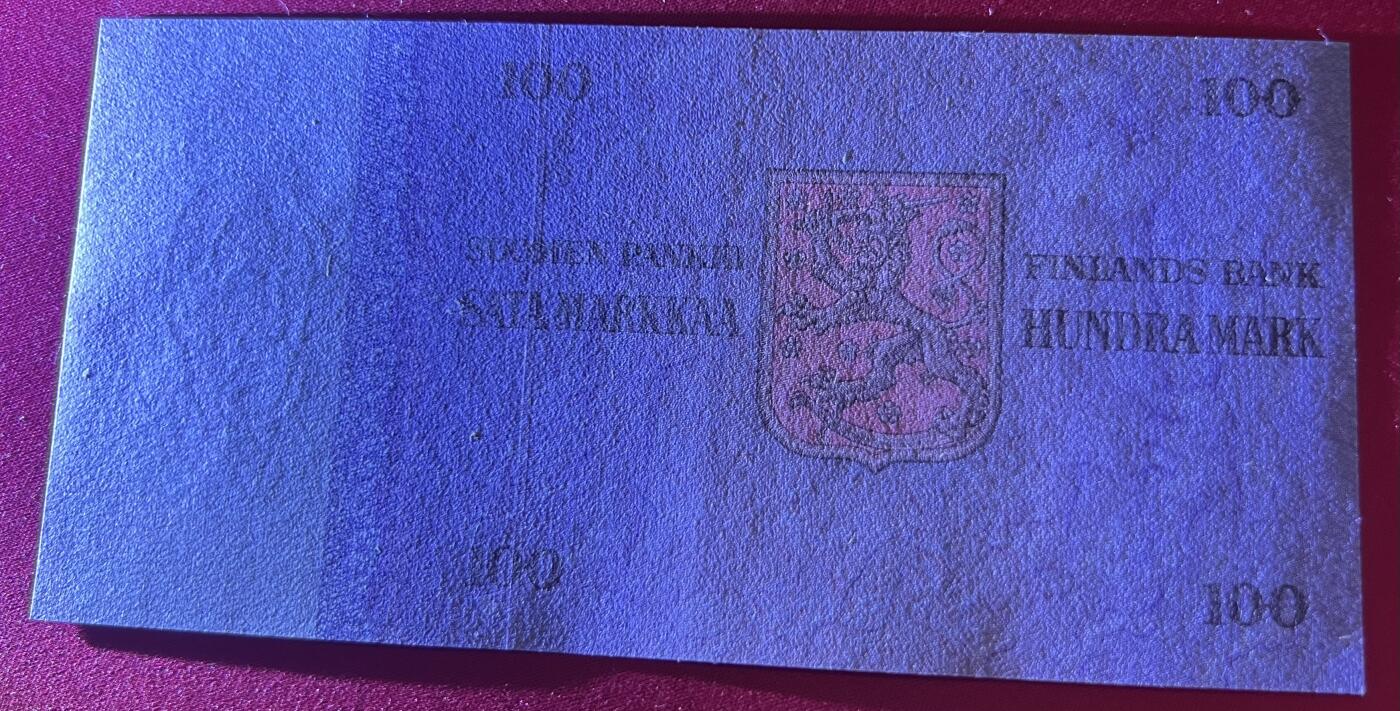 100
100
SUOMEN PANKKI
SATA MARKKAA
FINLANDS BANK
HUNDRA MARK
100
100